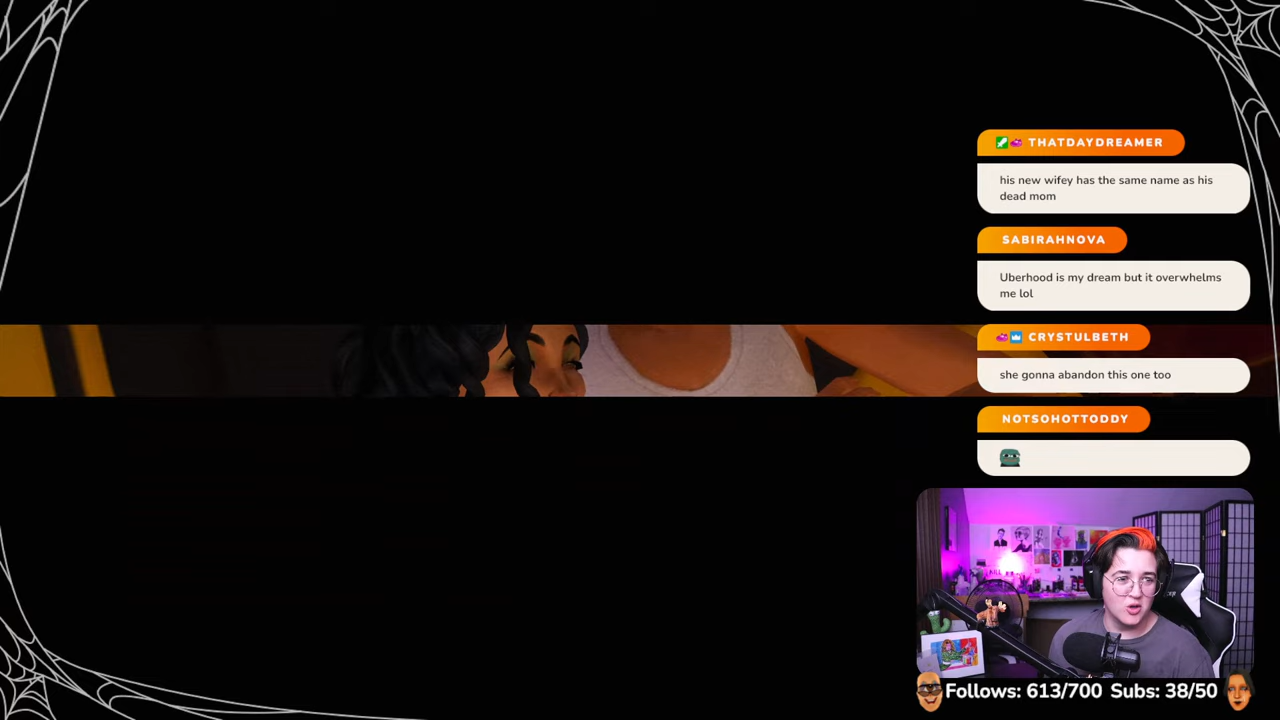 THATDAYDREAMER
his new wifey has the same name as his
dead mom
SABIRAHNOVA
Uberhood is my dream but it overwhelms
me lol
CRYSTULBETH
she gonna abandon this one too
NOTSOHOTTODDY
Follows: 613/700 Subs: 38/50